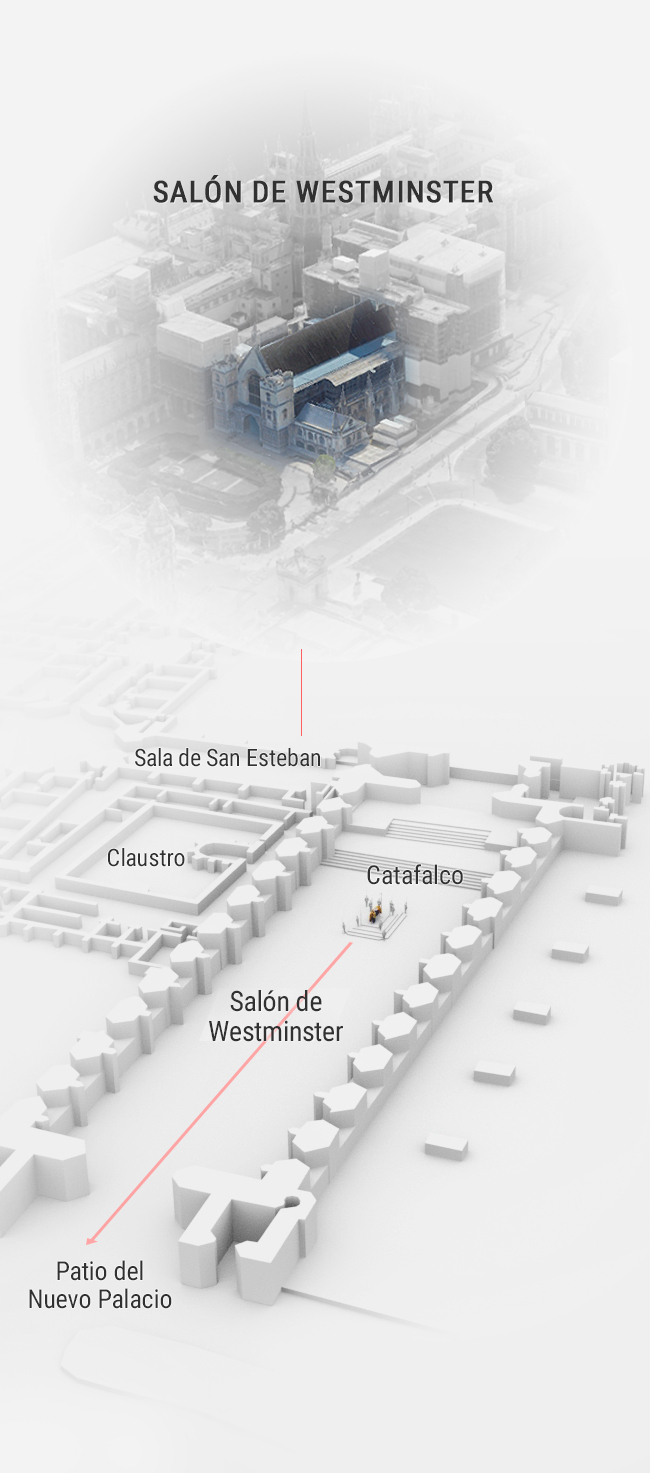 SALÓN DE WESTMINSTER
Sala de San Esteban
Claustro
Catafalco
Salón de
Westminster
Patio del
Nuevo Palacio